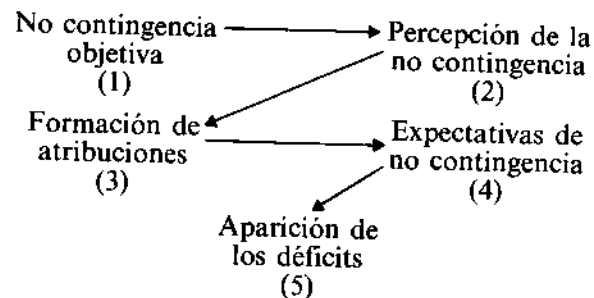 No contingencia
objetiva
(1)
Percepción de la
no contingencia
(2)
Formación de
atribuciones
(3)
Expectativas de
no contingencia
(4)
Aparición de
los déficits
(5)